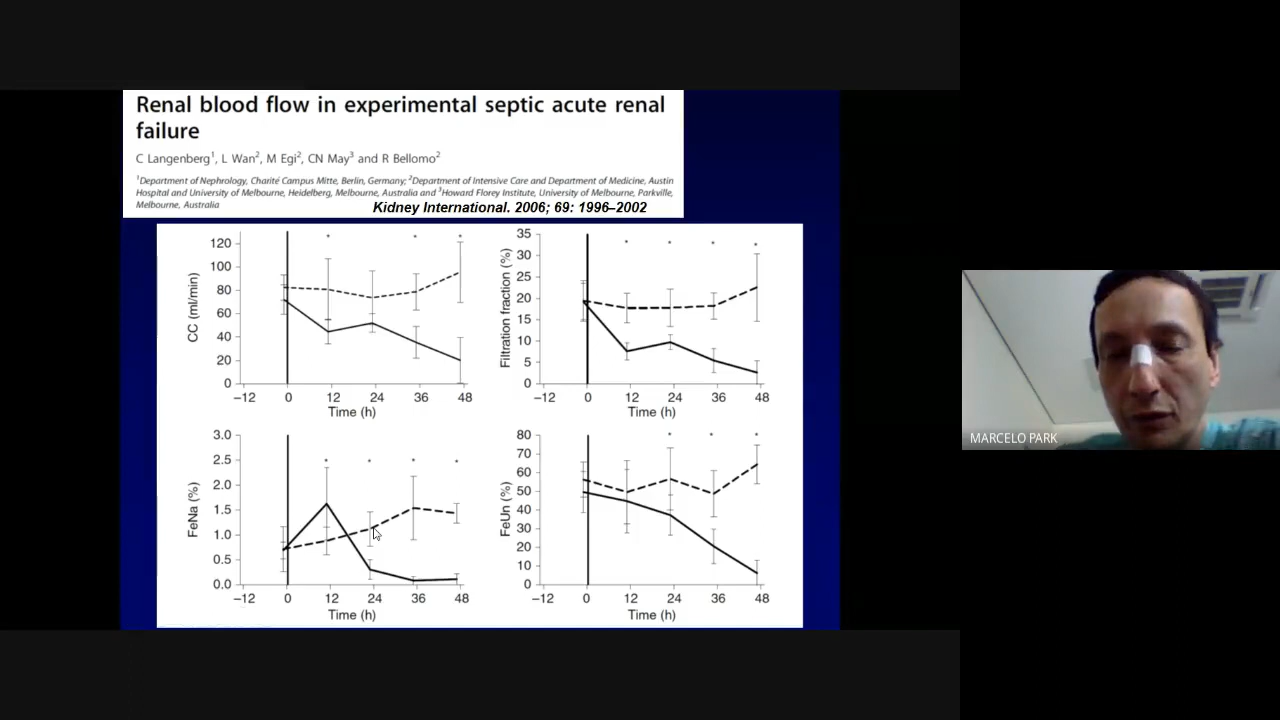 Renal blood flow in experimental septic acute renal
failure
C Langenberg1, L Wan2, M Egi2, CN May3 and R Bellomo2
1Department of Nephrology, Charité Campus Mitte, Berlin, Germany; 2Department of Intensive Care and Department of Medicine, Austin
Hospital and University of Melbourne, Heidelberg, Melbourne, Australia and 3Howard Florey Institute, University of Melbourne, Parkville,
Melbourne, Australia
Kidney International. 2006; 69: 1996–2002
CC (ml/min)
120
100
80
60
40
20
0
−12 0 12 24 36 48
Time (h)
Filtration fraction (%)
35
30
25
20
15
10
5
0
−12 0 12 24 36 48
Time (h)
FeNa (%)
3.0
2.5
2.0
1.5
1.0
0.5
0.0
−12 0 12 24 36 48
Time (h)
FeUn (%)
80
70
60
50
40
30
20
10
0
−12 0 12 24 36 48
Time (h)
MARCELO PARK